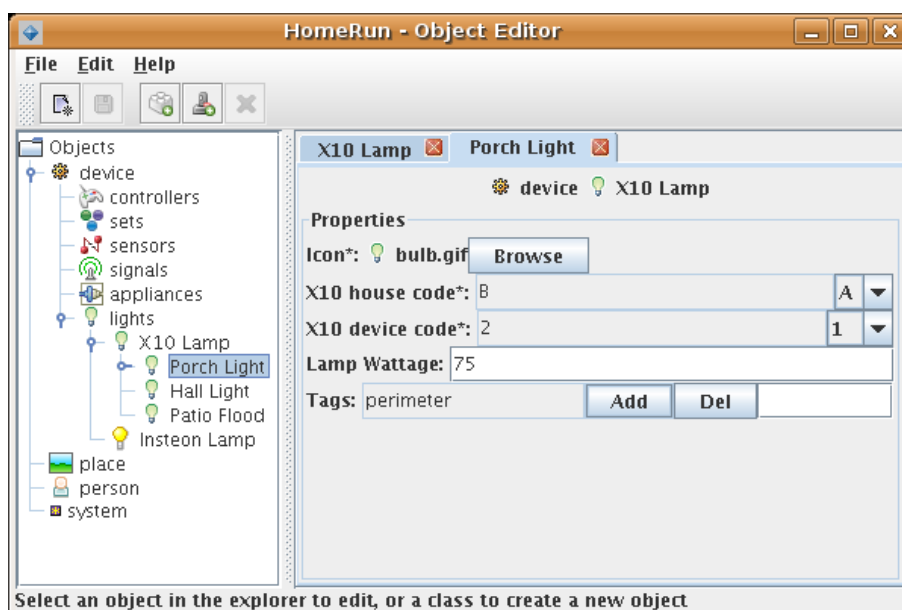 HomeRun - Object Editor
File Edit Help
Objects
device
controllers
sets
sensors
signals
appliances
lights
X10 Lamp
Porch Light
Hall Light
Patio Flood
Insteon Lamp
place
person
system
X10 Lamp Porch Light
device X10 Lamp
Properties
Icon*: bulb.gif Browse
X10 house code*: B A
X10 device code*: 2 1
Lamp Wattage: 75
Tags: perimeter Add Del
Select an object in the explorer to edit, or a class to create a new object